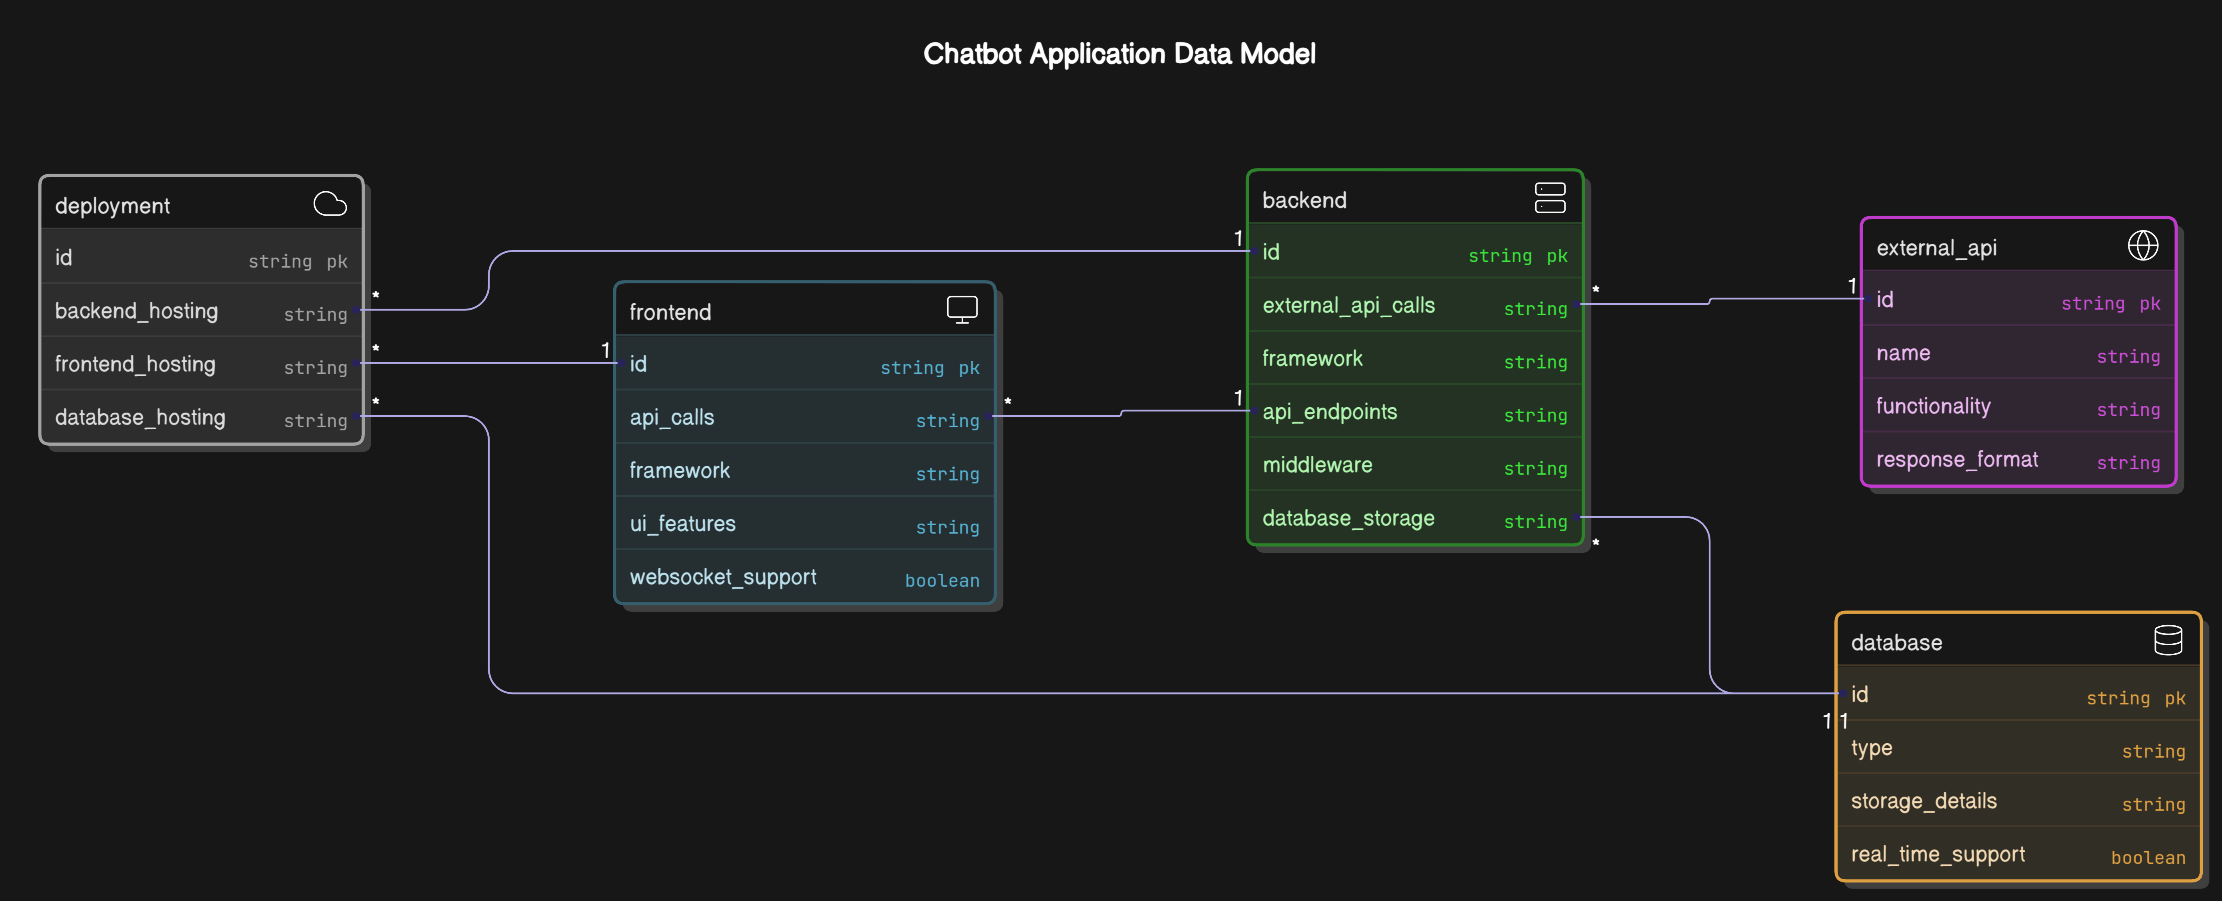 Chatbot Application Data Model
deployment
id string pk
backend_hosting string
frontend_hosting string
database_hosting string
*
*
*
1
1
frontend
id string pk
api_calls string
framework string
ui_features string
websocket_support boolean
*
1
backend
id string pk
external_api_calls string
framework string
api_endpoints string
middleware string
database_storage string
*
*
1
external_api
id string pk
name string
functionality string
response_format string
1 1
database
id string pk
type string
storage_details string
real_time_support boolean